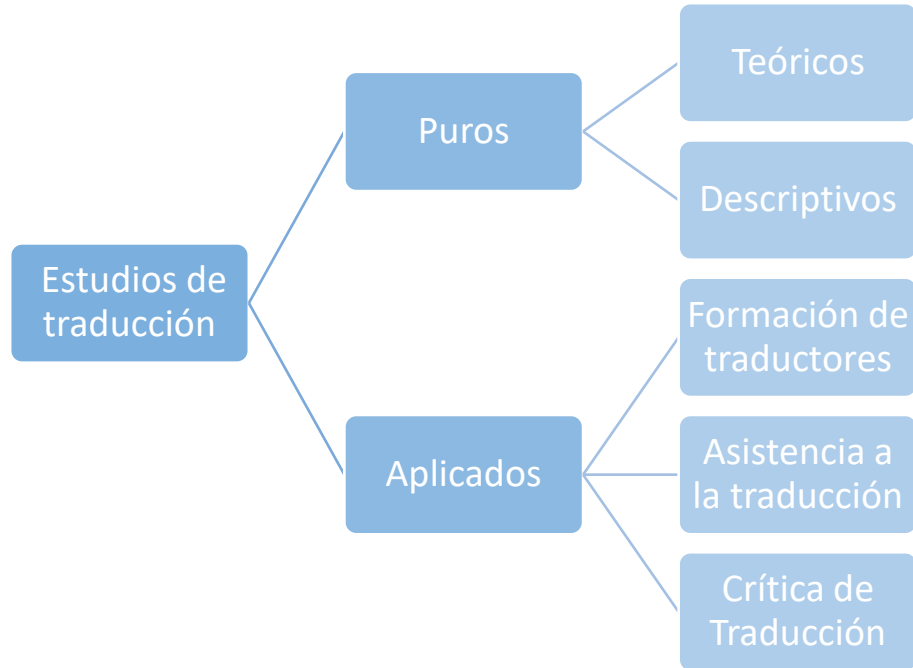 Estudios de
traducción
Puros
Teóricos
Descriptivos
Aplicados
Formación de
traductores
Asistencia a
la traducción
Crítica de
Traducción